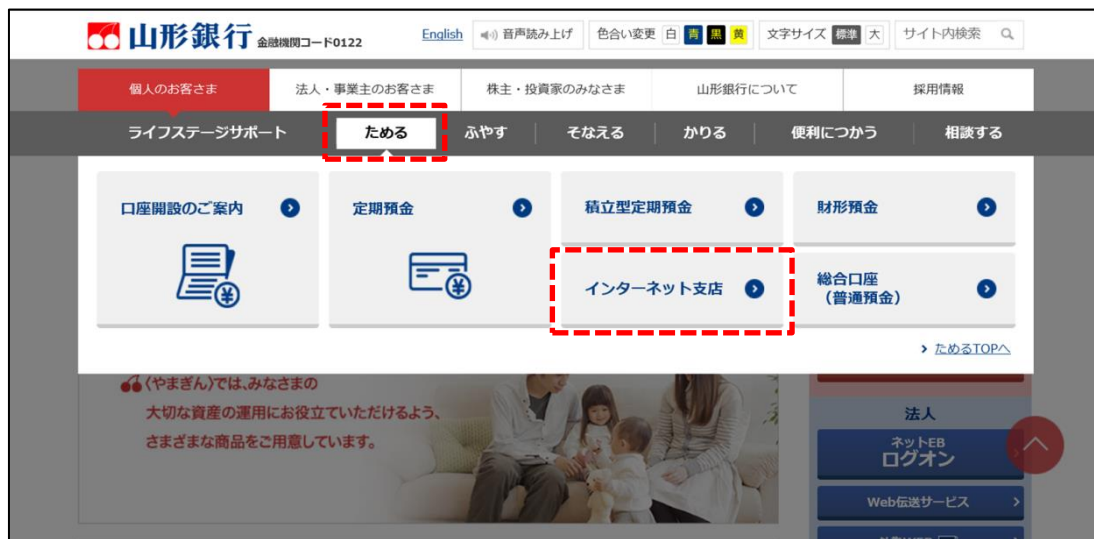 山形銀行 金融機関コード0122 English 音声読み上げ 色合い変更 白 青 黒 黄 文字サイズ 標準 大 サイト内検索
個人のお客さま 法人・事業主のお客さま 株主・投資家のみなさま 山形銀行について 採用情報
ライフステージサポート ためる ふやす そなえる かりる 便利につかう 相談する
口座開設のご案内 定期預金 積立型定期預金 財形預金
インターネット支店 総合口座
（普通預金）
ためるTOPへ
〈やまぎん〉では、みなさまの
大切な資産の運用にお役立ていただけるよう、
さまざまな商品をご用意しています。
法人
ネットEB
ログオン
Web伝送サービス